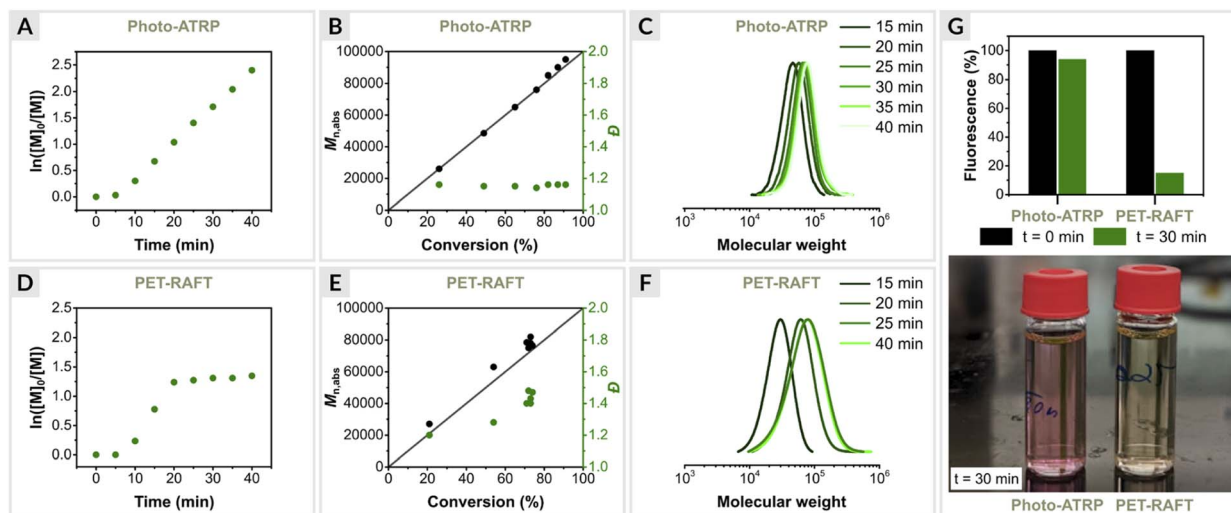 A
Photo-ATRP
ln([M]₀/[M])
2.5
2.0
1.5
1.0
0.5
0.0
0 10 20 30 40
Time (min)
B
Photo-ATRP
Mn,abs
100000
80000
60000
40000
20000
0
0 20 40 60 80 100
2.0
1.8
1.6
1.4
1.2
1.0
Đ
Conversion (%)
C
Photo-ATRP
15 min
20 min
25 min
30 min
35 min
40 min
10³ 10⁴ 10⁵ 10⁶
Molecular weight
D
PET-RAFT
ln([M]₀/[M])
2.5
2.0
1.5
1.0
0.5
0.0
0 10 20 30 40
Time (min)
E
PET-RAFT
Mn,abs
100000
80000
60000
40000
20000
0
0 20 40 60 80 100
2.0
1.8
1.6
1.4
1.2
1.0
Đ
Conversion (%)
F
PET-RAFT
15 min
20 min
25 min
40 min
10³ 10⁴ 10⁵ 10⁶
Molecular weight
G
Fluorescence (%)
100
80
60
40
20
0
Photo-ATRP PET-RAFT
t = 0 min t = 30 min
t = 30 min
Photo-ATRP PET-RAFT